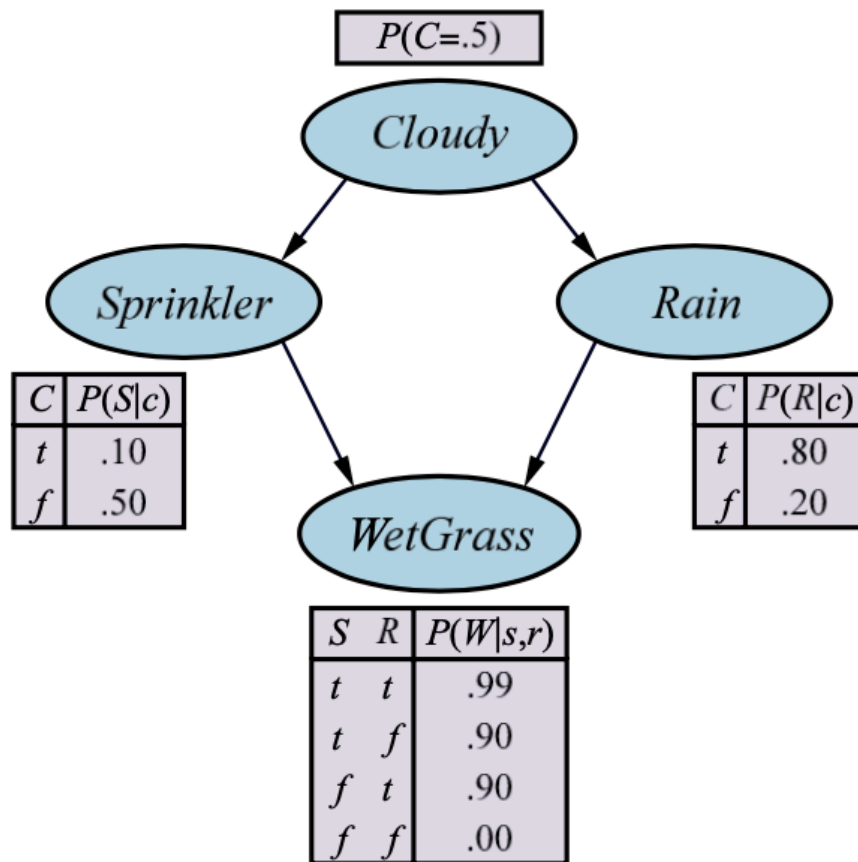 P(C=.5)
Cloudy
Sprinkler
Rain
C P(S|c)
t .10
f .50
C P(R|c)
t .80
f .20
WetGrass
S R P(W|s,r)
t t .99
t f .90
f t .90
f f .00